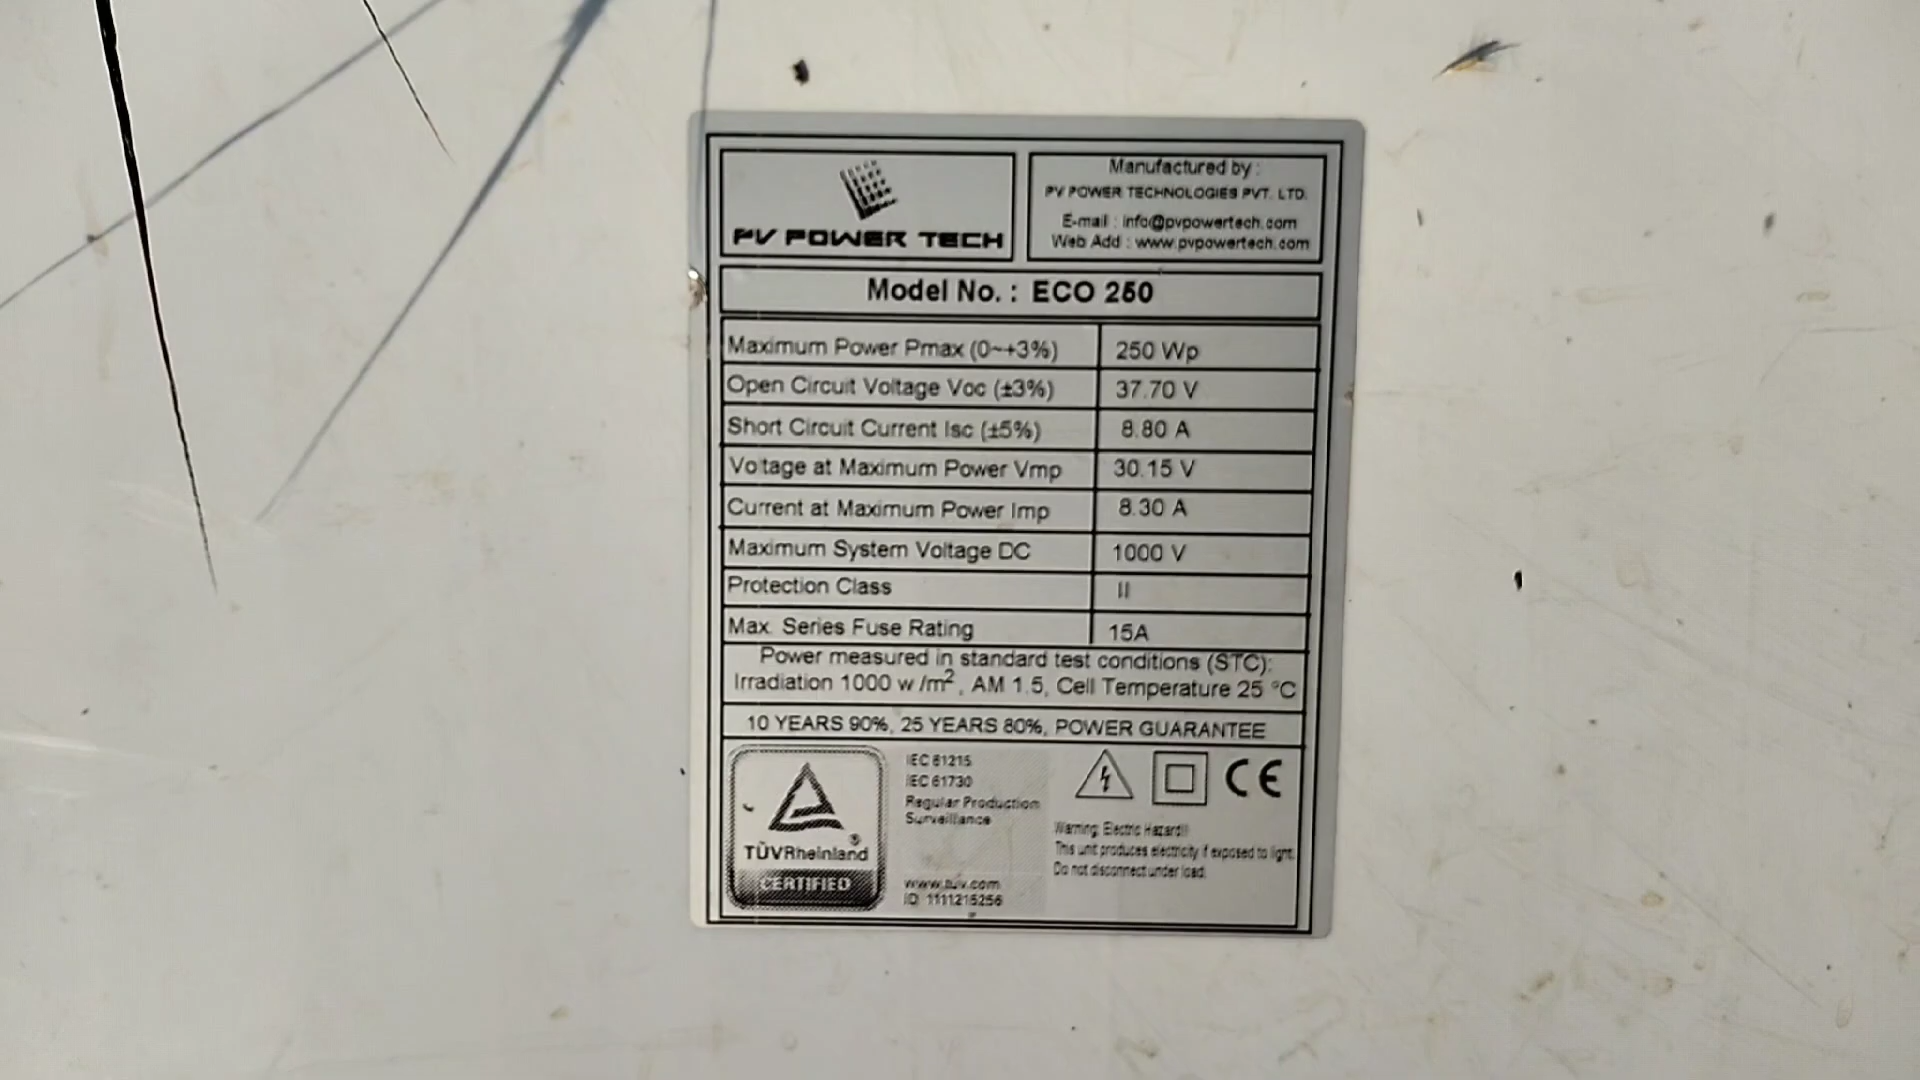 PV POWER TECH
Manufactured by :
PV POWER TECHNOLOGIES PVT. LTD.
E-mail : info@pvpowertech.com
Web Add : www.pvpowertech.com
Model No. : ECO 250
Maximum Power Pmax (0~+3%) 250 Wp
Open Circuit Voltage Voc (±3%) 37.70 V
Short Circuit Current Isc (±5%) 8.80 A
Voltage at Maximum Power Vmp 30.15 V
Current at Maximum Power Imp 8.30 A
Maximum System Voltage DC 1000 V
Protection Class II
Max. Series Fuse Rating 15A
Power measured in standard test conditions (STC):
Irradiation 1000 w/m², AM 1.5, Cell Temperature 25 °C
10 YEARS 90%, 25 YEARS 80%, POWER GUARANTEE
TÜVRheinland®
CERTIFIED
IEC 61215
IEC 61730
Regular Production
Surveillance
www.tuv.com
ID 1111215256
CE
Warning: Electric Hazard!!
This unit produces electricity if exposed to light.
Do not disconnect under load.